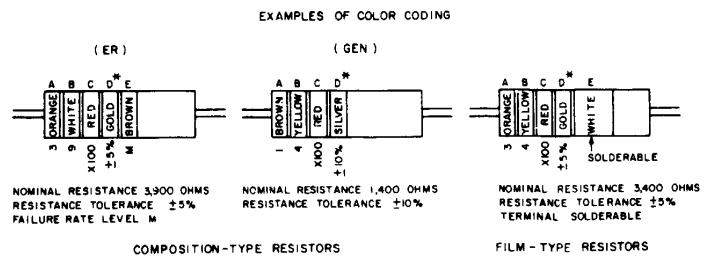 EXAMPLES OF COLOR CODING
(ER)
A B C D* E
ORANGE WHITE RED GOLD BROWN
3 9 X100 ±5% M
NOMINAL RESISTANCE 3,900 OHMS
RESISTANCE TOLERANCE ±5%
FAILURE RATE LEVEL M
(GEN)
A B C D*
BROWN YELLOW RED SILVER
1 4 X100 ±10%
±1
NOMINAL RESISTANCE 1,400 OHMS
RESISTANCE TOLERANCE ±10%
COMPOSITION-TYPE RESISTORS
A B C D* E
ORANGE YELLOW RED GOLD WHITE
3 4 X100 ±5%
SOLDERABLE
NOMINAL RESISTANCE 3,400 OHMS
RESISTANCE TOLERANCE ±5%
TERMINAL SOLDERABLE
FILM-TYPE RESISTORS